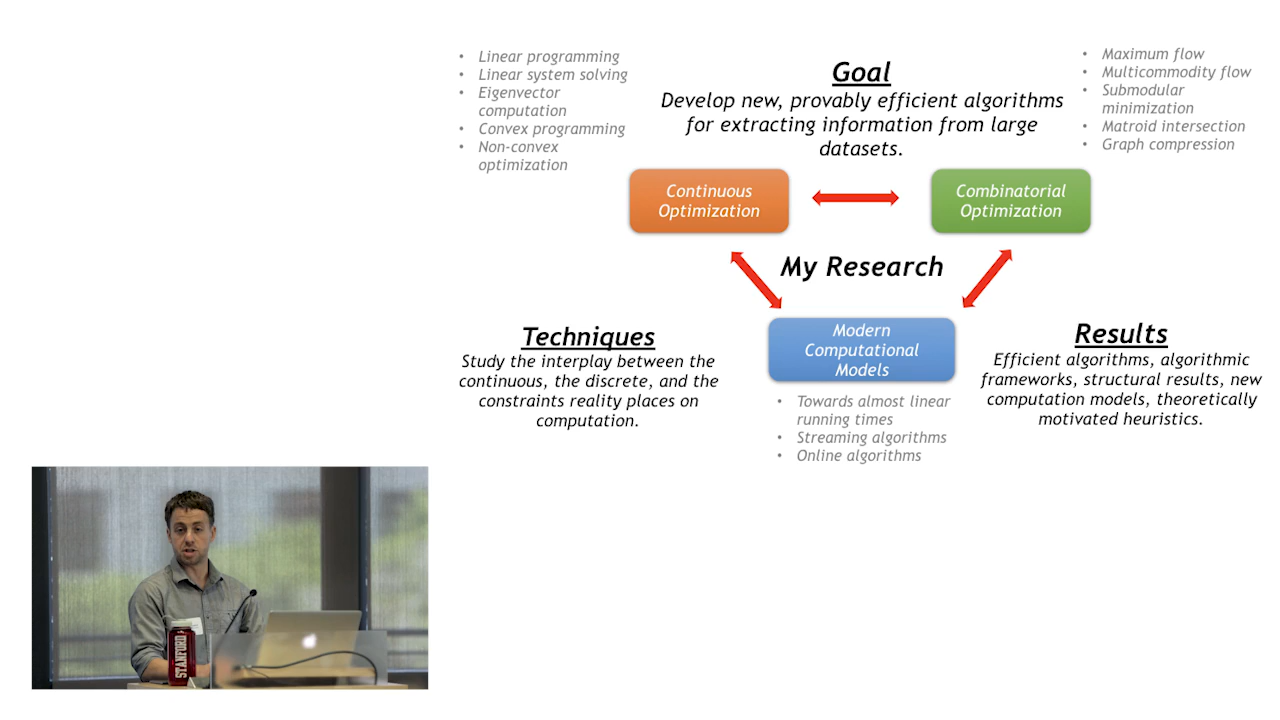 • Linear programming
• Linear system solving
• Eigenvector
computation
• Convex programming
• Non-convex
optimization
Goal
Develop new, provably efficient algorithms
for extracting information from large
datasets.
• Maximum flow
• Multicommodity flow
• Submodular
minimization
• Matroid intersection
• Graph compression
Continuous
Optimization
Combinatorial
Optimization
My Research
Techniques
Study the interplay between the
continuous, the discrete, and the
constraints reality places on
computation.
Modern
Computational
Models
• Towards almost linear
running times
• Streaming algorithms
• Online algorithms
Results
Efficient algorithms, algorithmic
frameworks, structural results, new
computation models, theoretically
motivated heuristics.
STANFORD